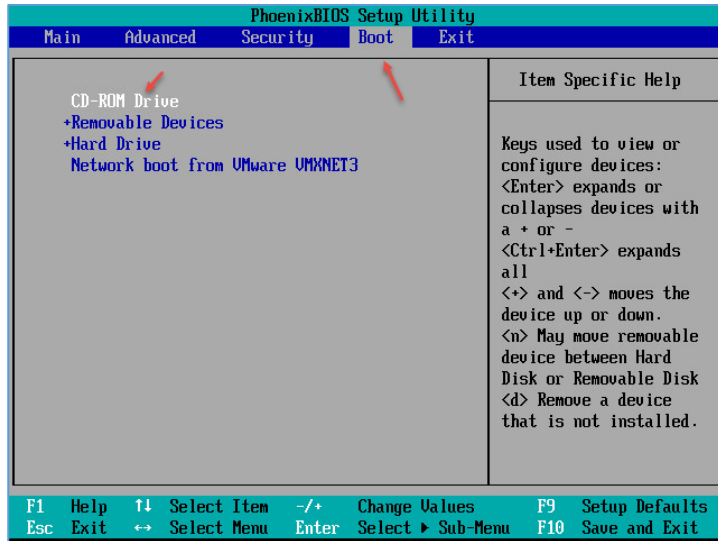 PhoenixBIOS Setup Utility
Main Advanced Security Boot Exit
CD-ROM Drive
+Removable Devices
+Hard Drive
Network boot from VMware VMXNET3
Item Specific Help
Keys used to view or
configure devices:
<Enter> expands or
collapses devices with
a + or -
<Ctrl+Enter> expands
all
<+> and <-> moves the
device up or down.
<n> May move removable
device between Hard
Disk or Removable Disk
<d> Remove a device
that is not installed.
F1 Help ↑↓ Select Item -/+ Change Values F9 Setup Defaults
Esc Exit ↔ Select Menu Enter Select ▶ Sub-Menu F10 Save and Exit